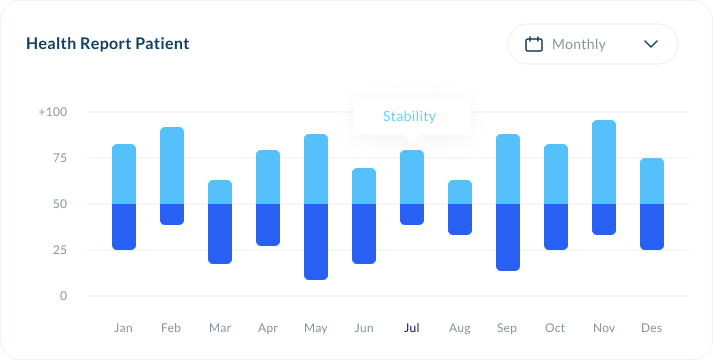 Health Report Patient
Monthly
+100
Stability
75
50
25
0
Jan Feb Mar Apr May Jun Jul Aug Sep Oct Nov Des